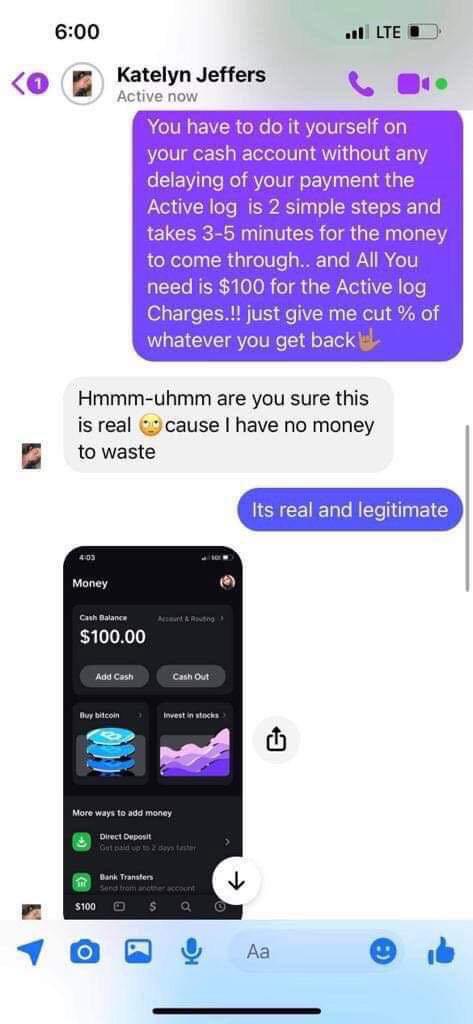 6:00
LTE
1
Katelyn Jeffers
Active now
You have to do it yourself on
your cash account without any
delaying of your payment the
Active log  is 2 simple steps and
takes 3-5 minutes for the money
to come through.. and All You
need is $100 for the Active log
Charges.!! just give me cut % of
whatever you get back🤟🏽
Hmmm-uhmm are you sure this
is real 🙄cause I have no money
to waste
Its real and legitimate
4:03
Money
Cash Balance
Account & Routing
$100.00
Add Cash
Cash Out
Buy bitcoin
Invest in stocks
More ways to add money
Direct Deposit
Get paid up to 2 days faster
Bank Transfers
Send from another account
$100
$
Aa